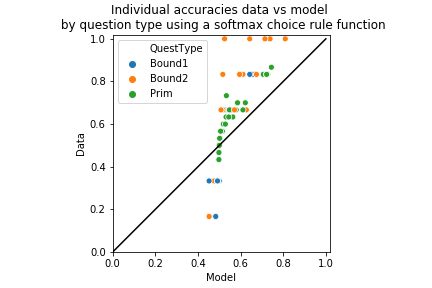 Individual accuracies data vs model
by question type using a softmax choice rule function
QuestType
Bound1
Bound2
Prim
1.0
0.8
0.6
0.4
0.2
0.0
Data
0.0 0.2 0.4 0.6 0.8 1.0
Model